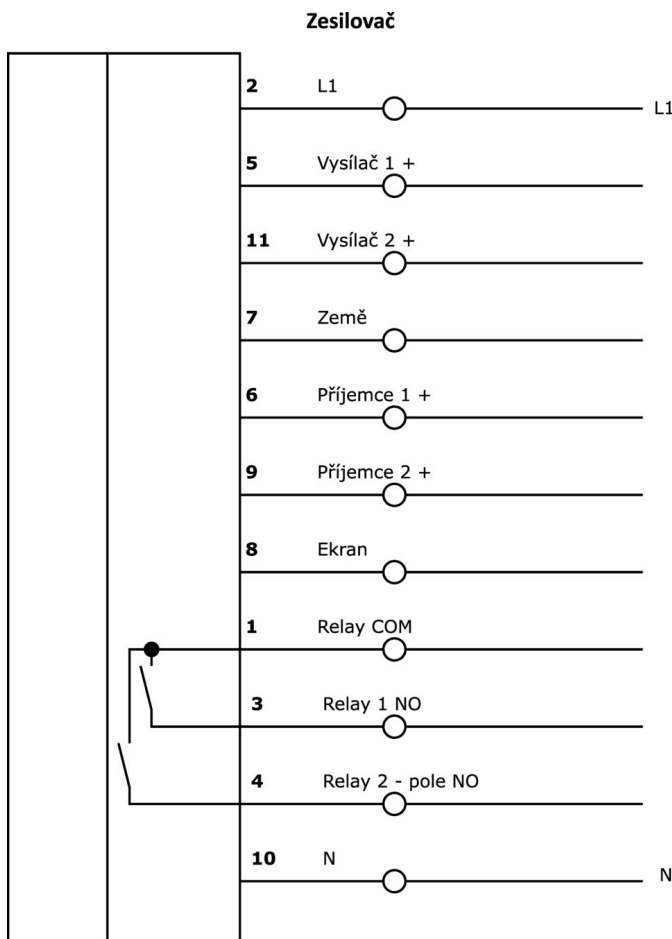 Zesilovač
2 L1
L1
5 Vysílač 1 +
11 Vysílač 2 +
7 Země
6 Příjemce 1 +
9 Příjemce 2 +
8 Ekran
1 Relay COM
3 Relay 1 NO
4 Relay 2 - pole NO
10 N
N